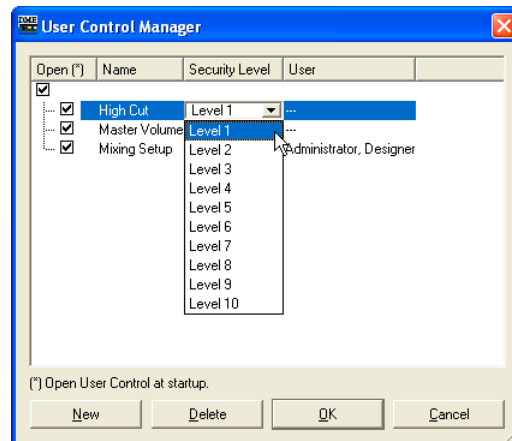 DME User Control Manager
Open (*) Name Security Level User
High Cut Level 1 ---
Master Volume Level 1 ---
Mixing Setup Level 2 Administrator, Designer
Level 3
Level 4
Level 5
Level 6
Level 7
Level 8
Level 9
Level 10
(*) Open User Control at startup.
New Delete OK Cancel